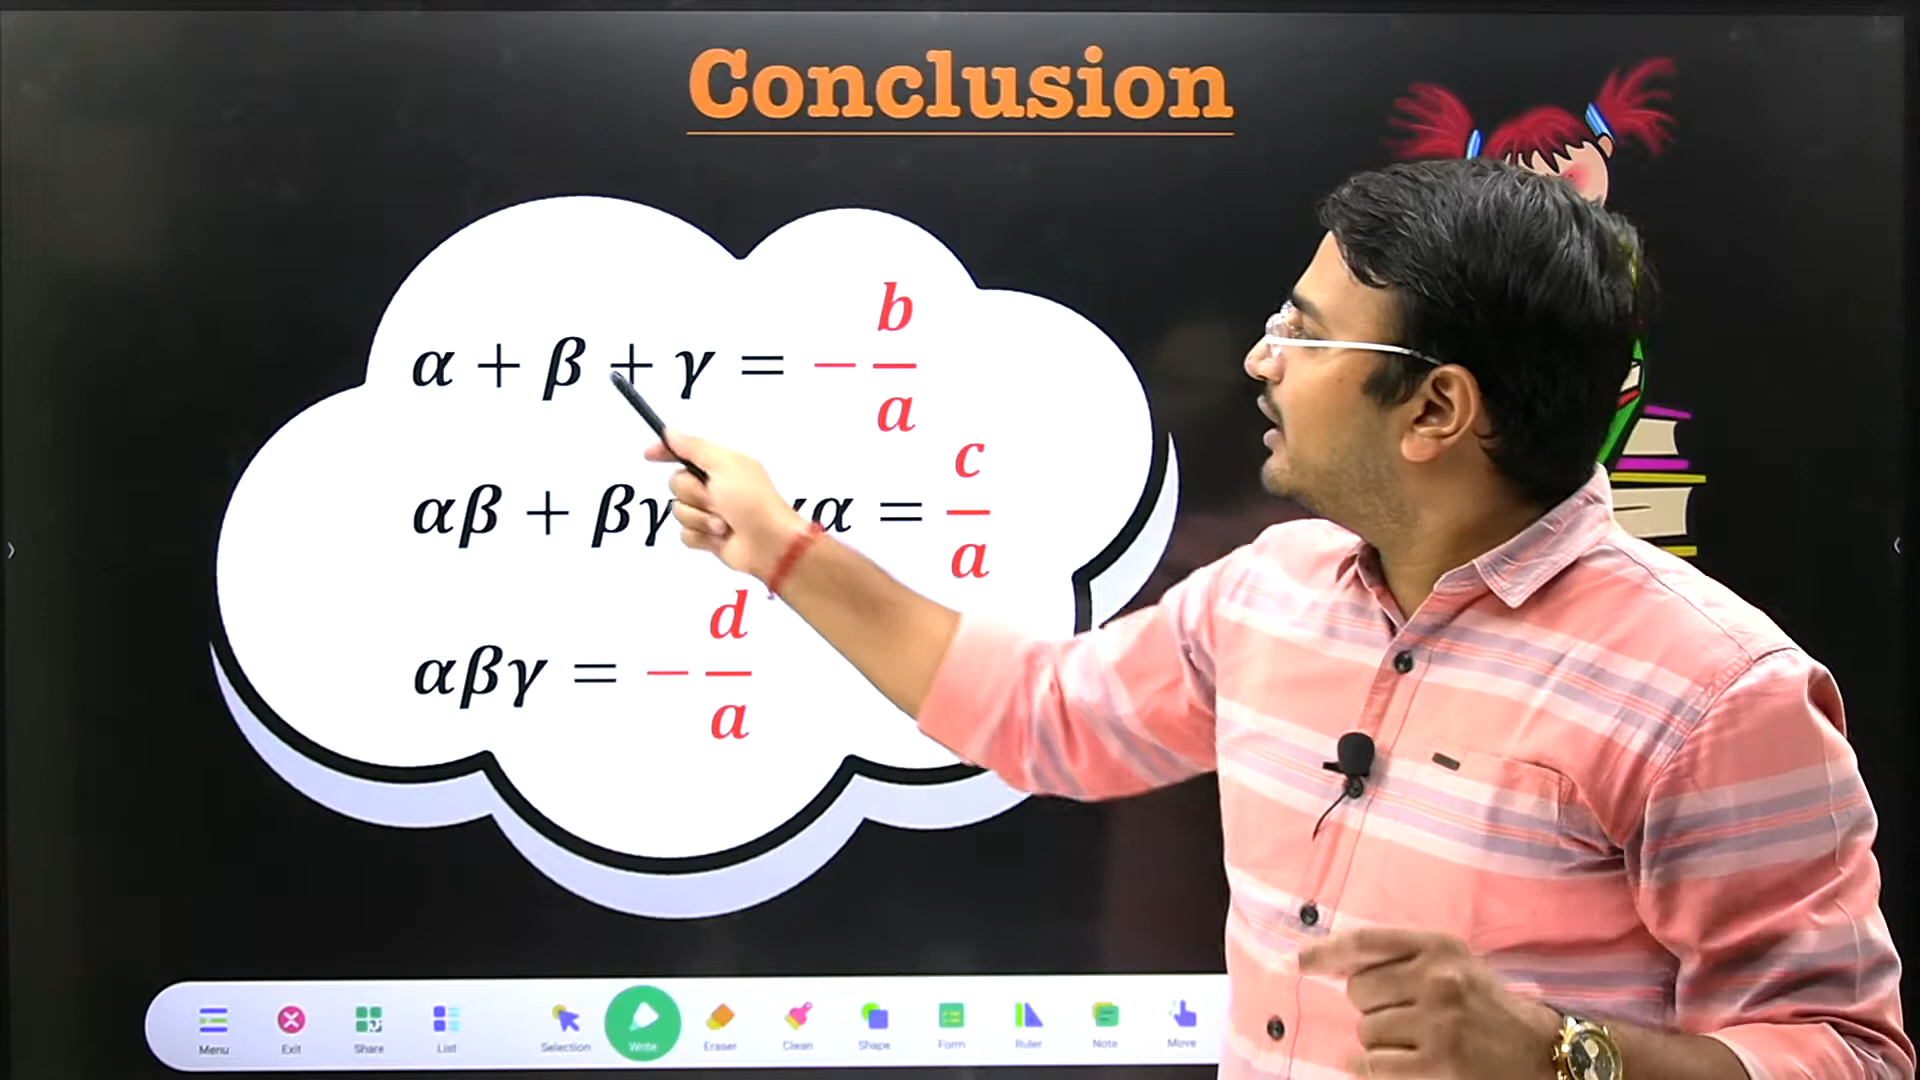 Conclusion
α + β + γ = - b/a
αβ + βγ α = c/a
αβγ = - d/a
Menu Exit Share List Selection Write Eraser Clean Shape Form Ruler Note Move